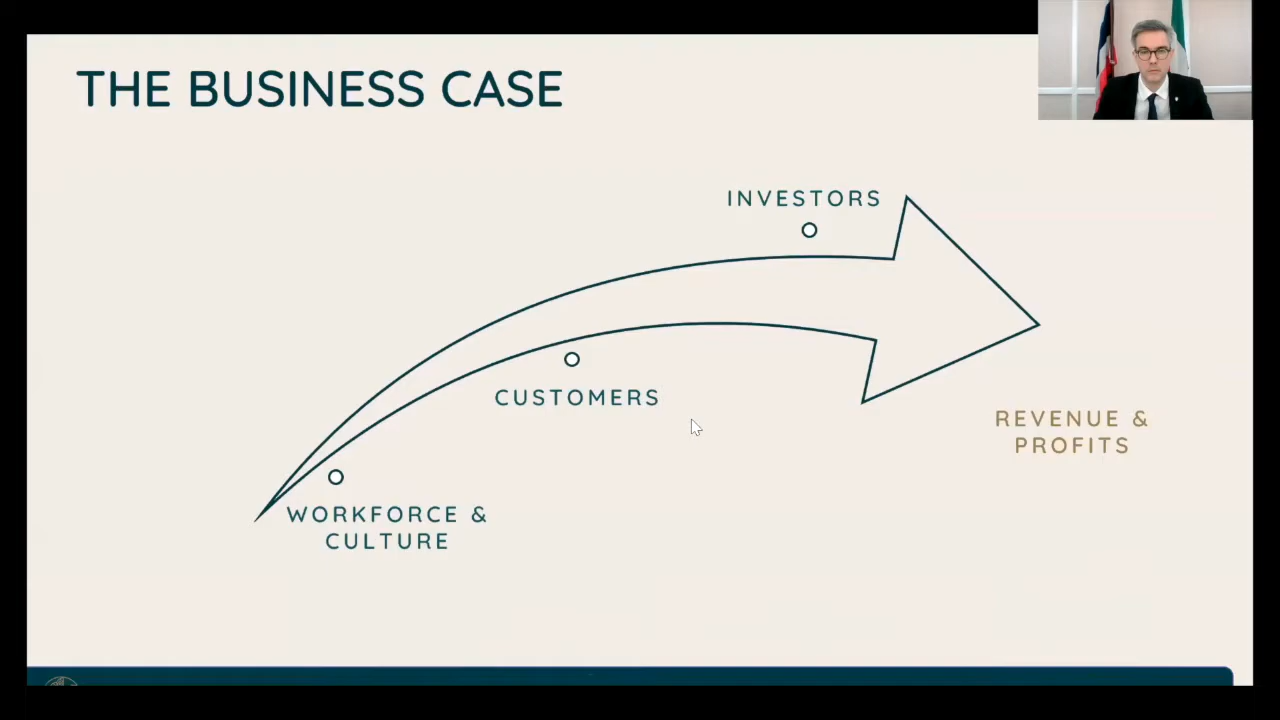 THE BUSINESS CASE
INVESTORS
CUSTOMERS
REVENUE &
PROFITS
WORKFORCE &
CULTURE